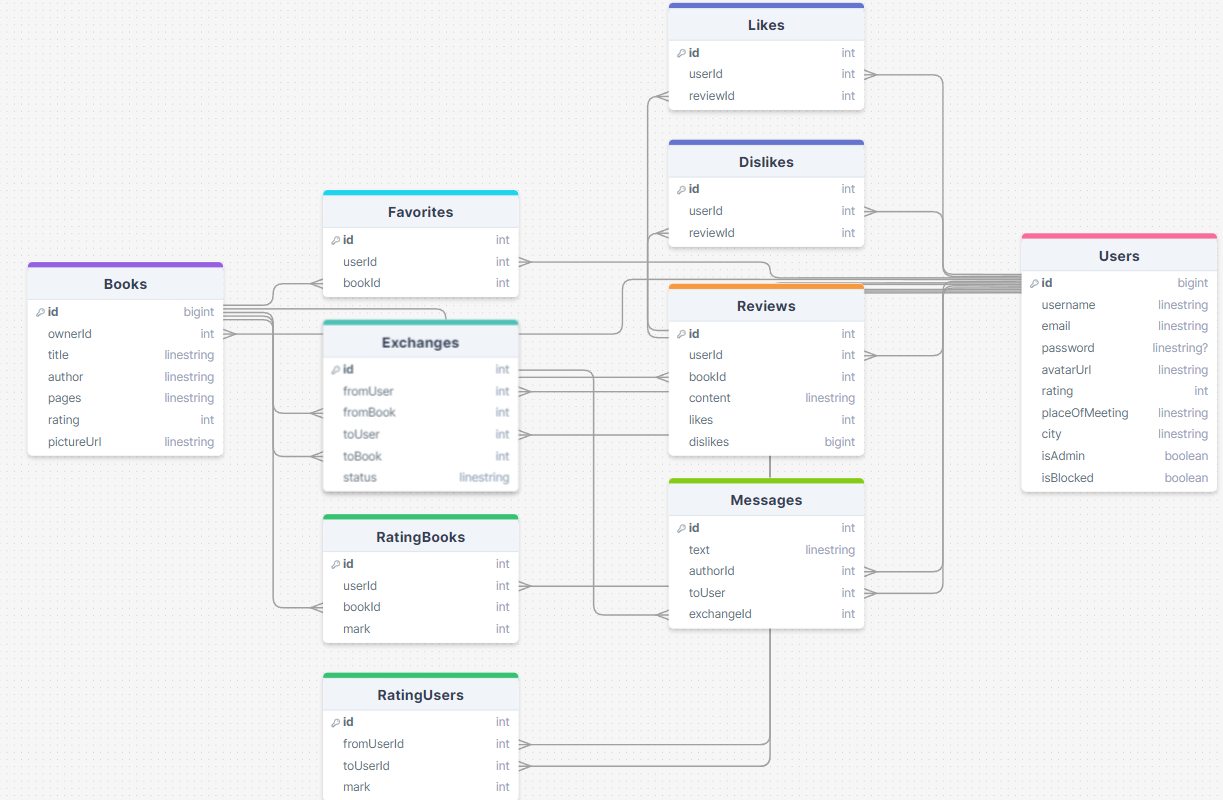 Likes
id int
userId int
reviewId int
Dislikes
id int
userId int
reviewId int
Favorites
id int
userId int
bookId int
Books
id bigint
ownerId int
title linestring
author linestring
pages linestring
rating int
pictureUrl linestring
Exchanges
id int
fromUser int
fromBook int
toUser int
toBook int
status linestring
Reviews
id int
userId int
bookId int
content linestring
likes int
dislikes bigint
Users
id bigint
username linestring
email linestring
password linestring?
avatarUrl linestring
rating int
placeOfMeeting linestring
city linestring
isAdmin boolean
isBlocked boolean
Messages
id int
text linestring
authorId int
toUser int
exchangeId int
RatingBooks
id int
userId int
bookId int
mark int
RatingUsers
id int
fromUserId int
toUserId int
mark int